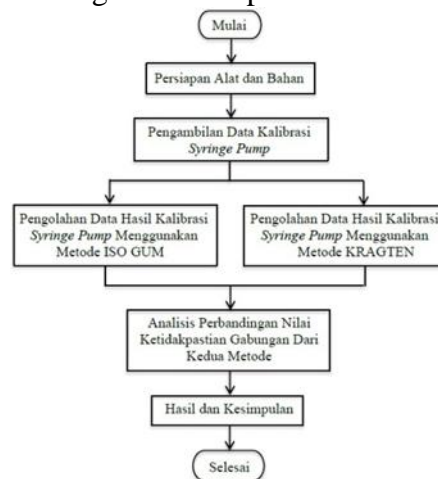 Mulai
Persiapan Alat dan Bahan
Pengambilan Data Kalibrasi
Syringe Pump
Pengolahan Data Hasil Kalibrasi
Syringe Pump Menggunakan
Metode ISO GUM
Pengolahan Data Hasil Kalibrasi
Syringe Pump Menggunakan
Metode KRAGTEN
Analisis Perbandingan Nilai
Ketidakpastian Gabungan Dari
Kedua Metode
Hasil dan Kesimpulan
Selesai